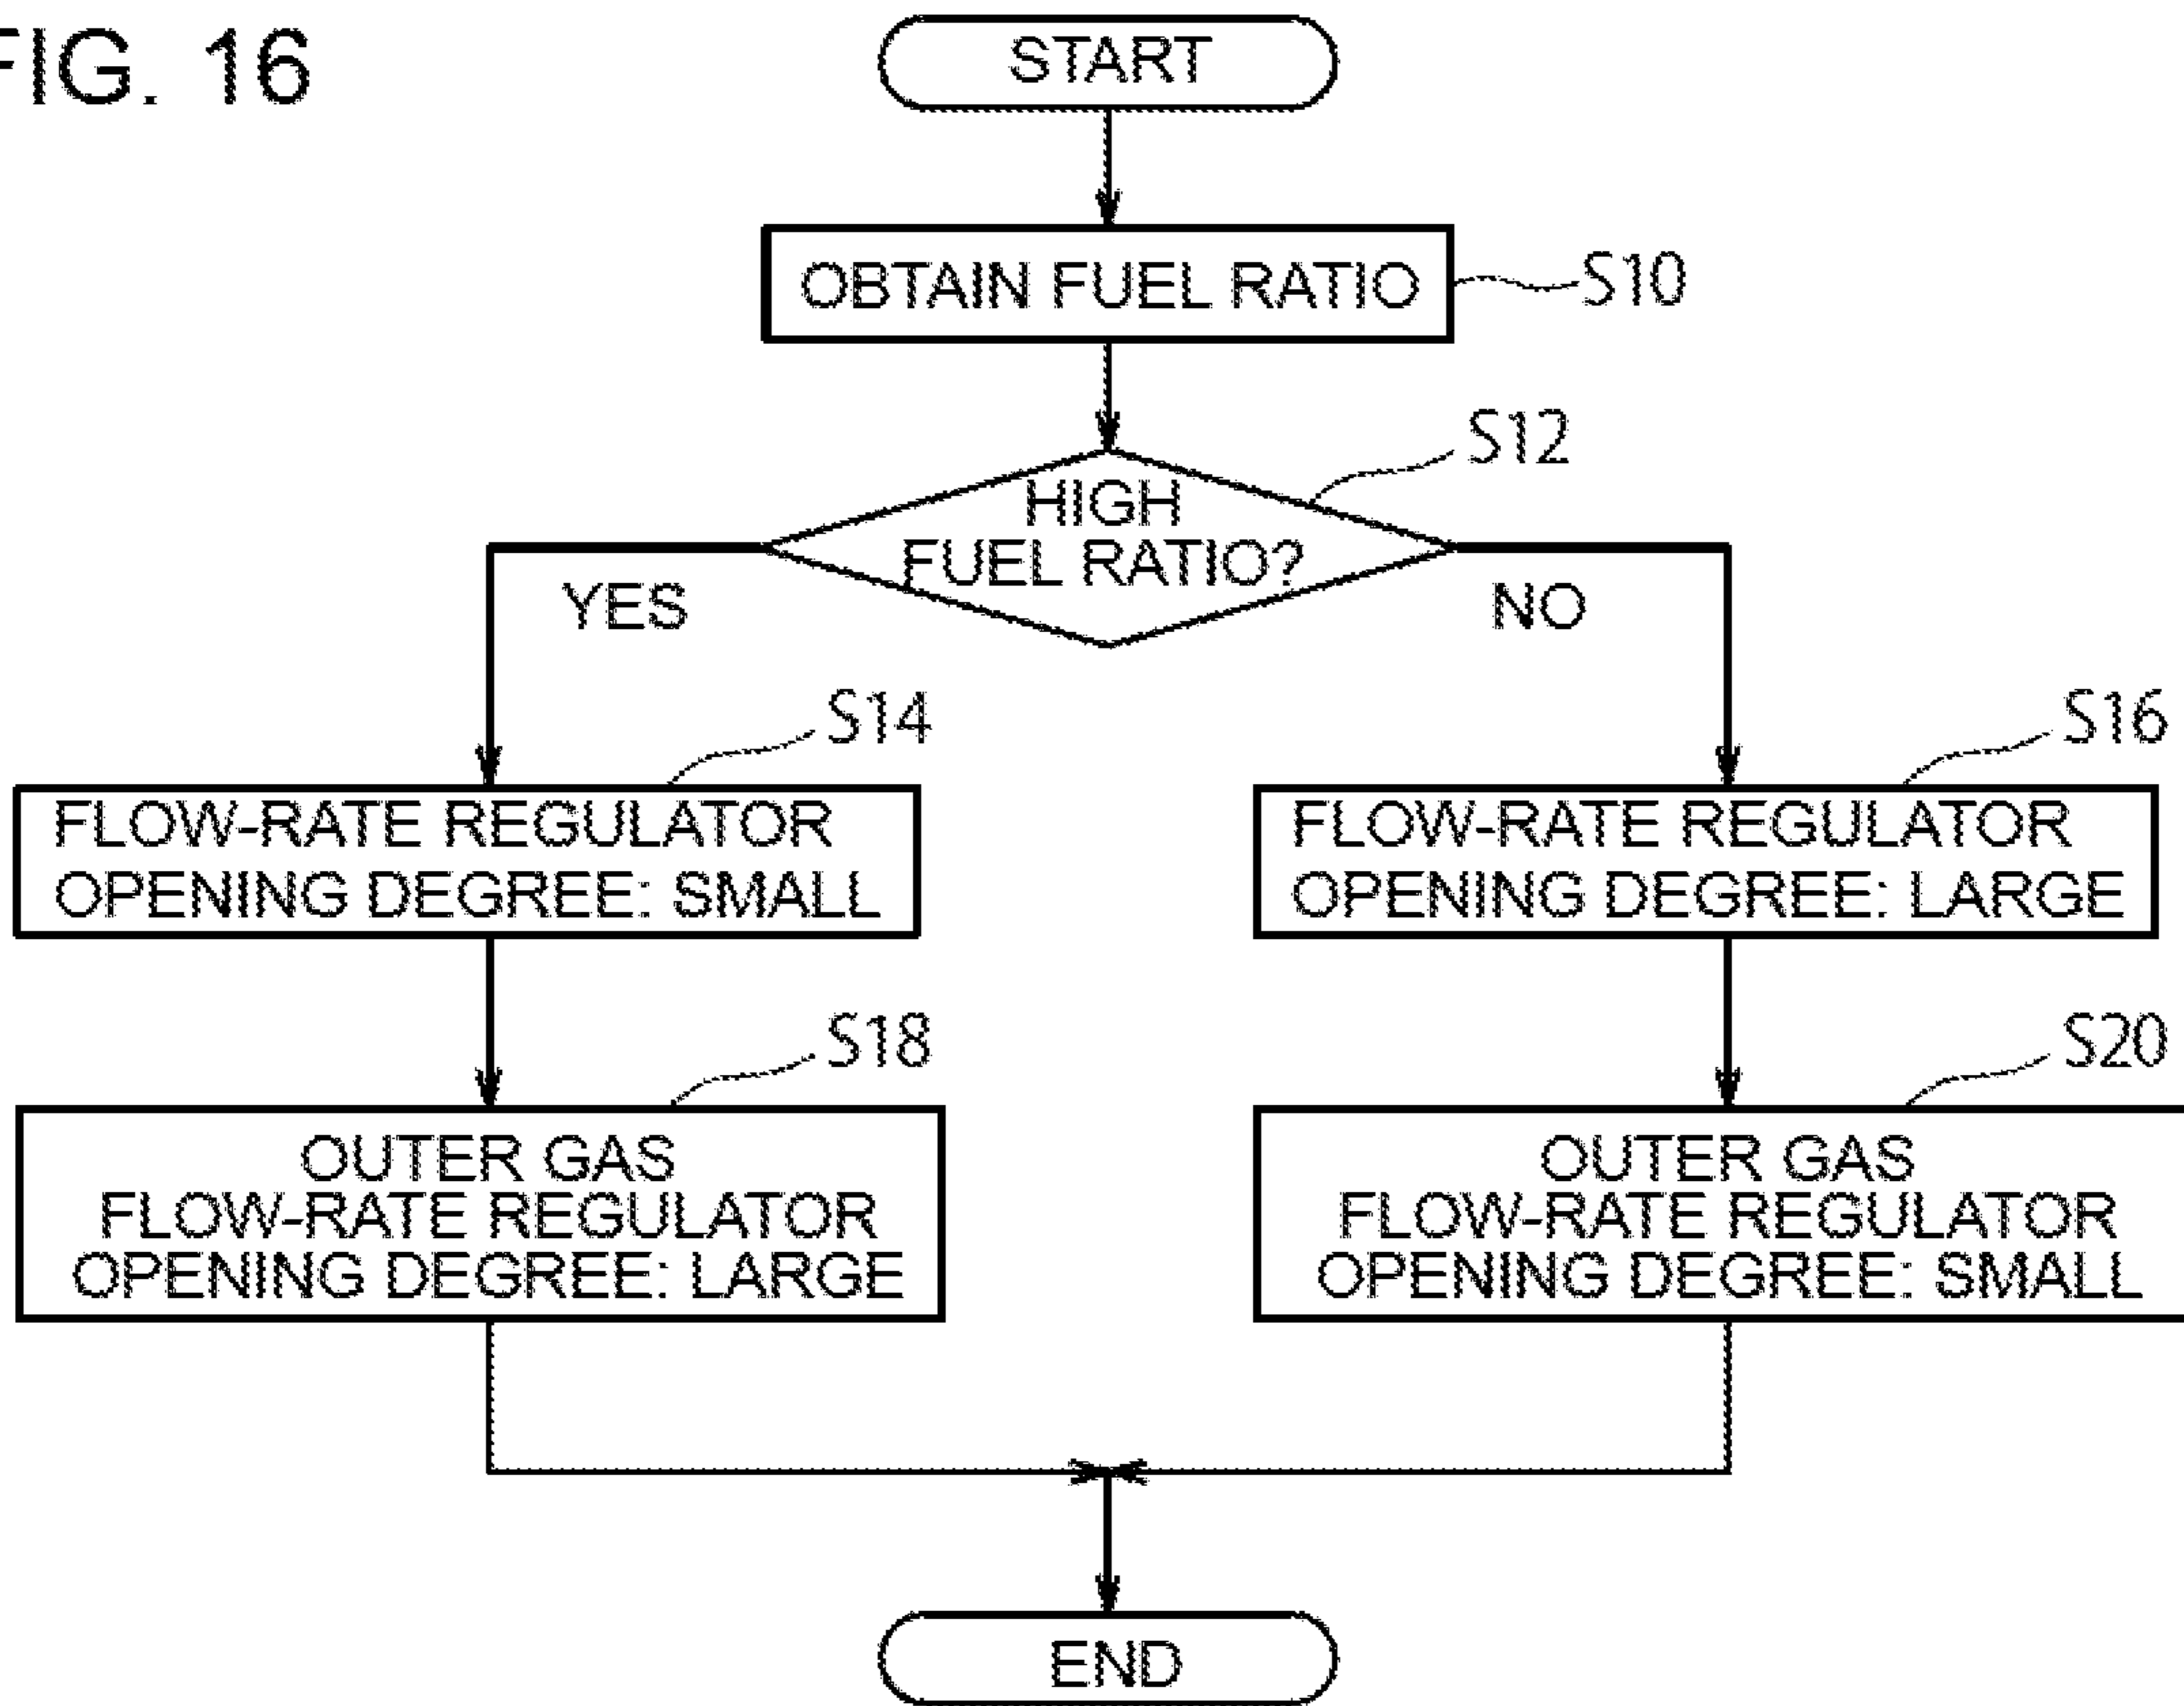 FIG. 16
START
OBTAIN FUEL RATIO
S10
S12
HIGH
FUEL RATIO?
YES
NO
S14
S16
FLOW-RATE REGULATOR
OPENING DEGREE: SMALL
FLOW-RATE REGULATOR
OPENING DEGREE: LARGE
S18
S20
OUTER GAS
FLOW-RATE REGULATOR
OPENING DEGREE: LARGE
OUTER GAS
FLOW-RATE REGULATOR
OPENING DEGREE: SMALL
END